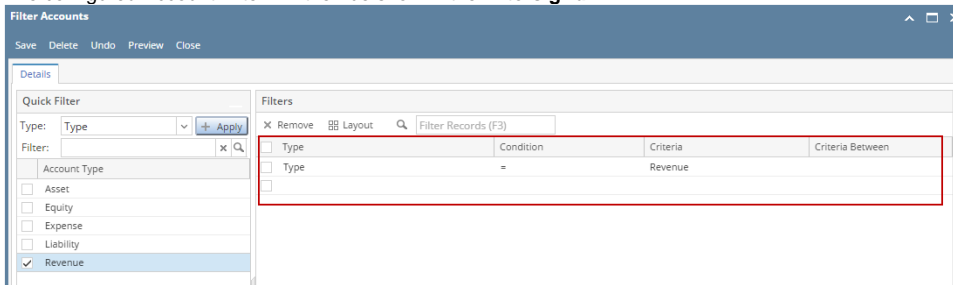 Filter Accounts
Save Delete Undo Preview Close
Details
Quick Filter
Type: Type + Apply
Filter:
Account Type
Asset
Equity
Expense
Liability
Revenue
Filters
Remove Layout Filter Records (F3)
Type Condition Criteria Criteria Between
Type = Revenue